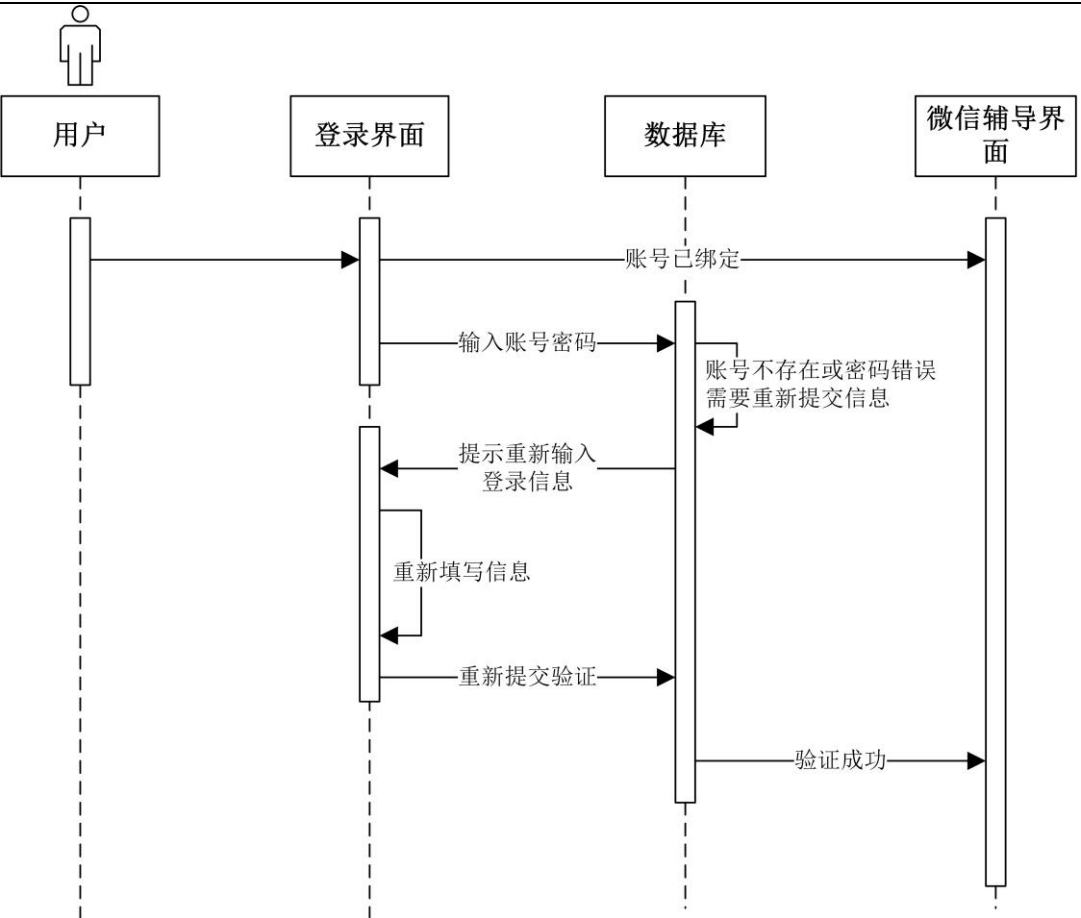 用户
登录界面
数据库
微信辅导界
面
账号已绑定
输入账号密码
账号不存在或密码错误
需要重新提交信息
提示重新输入
登录信息
重新填写信息
重新提交验证
验证成功